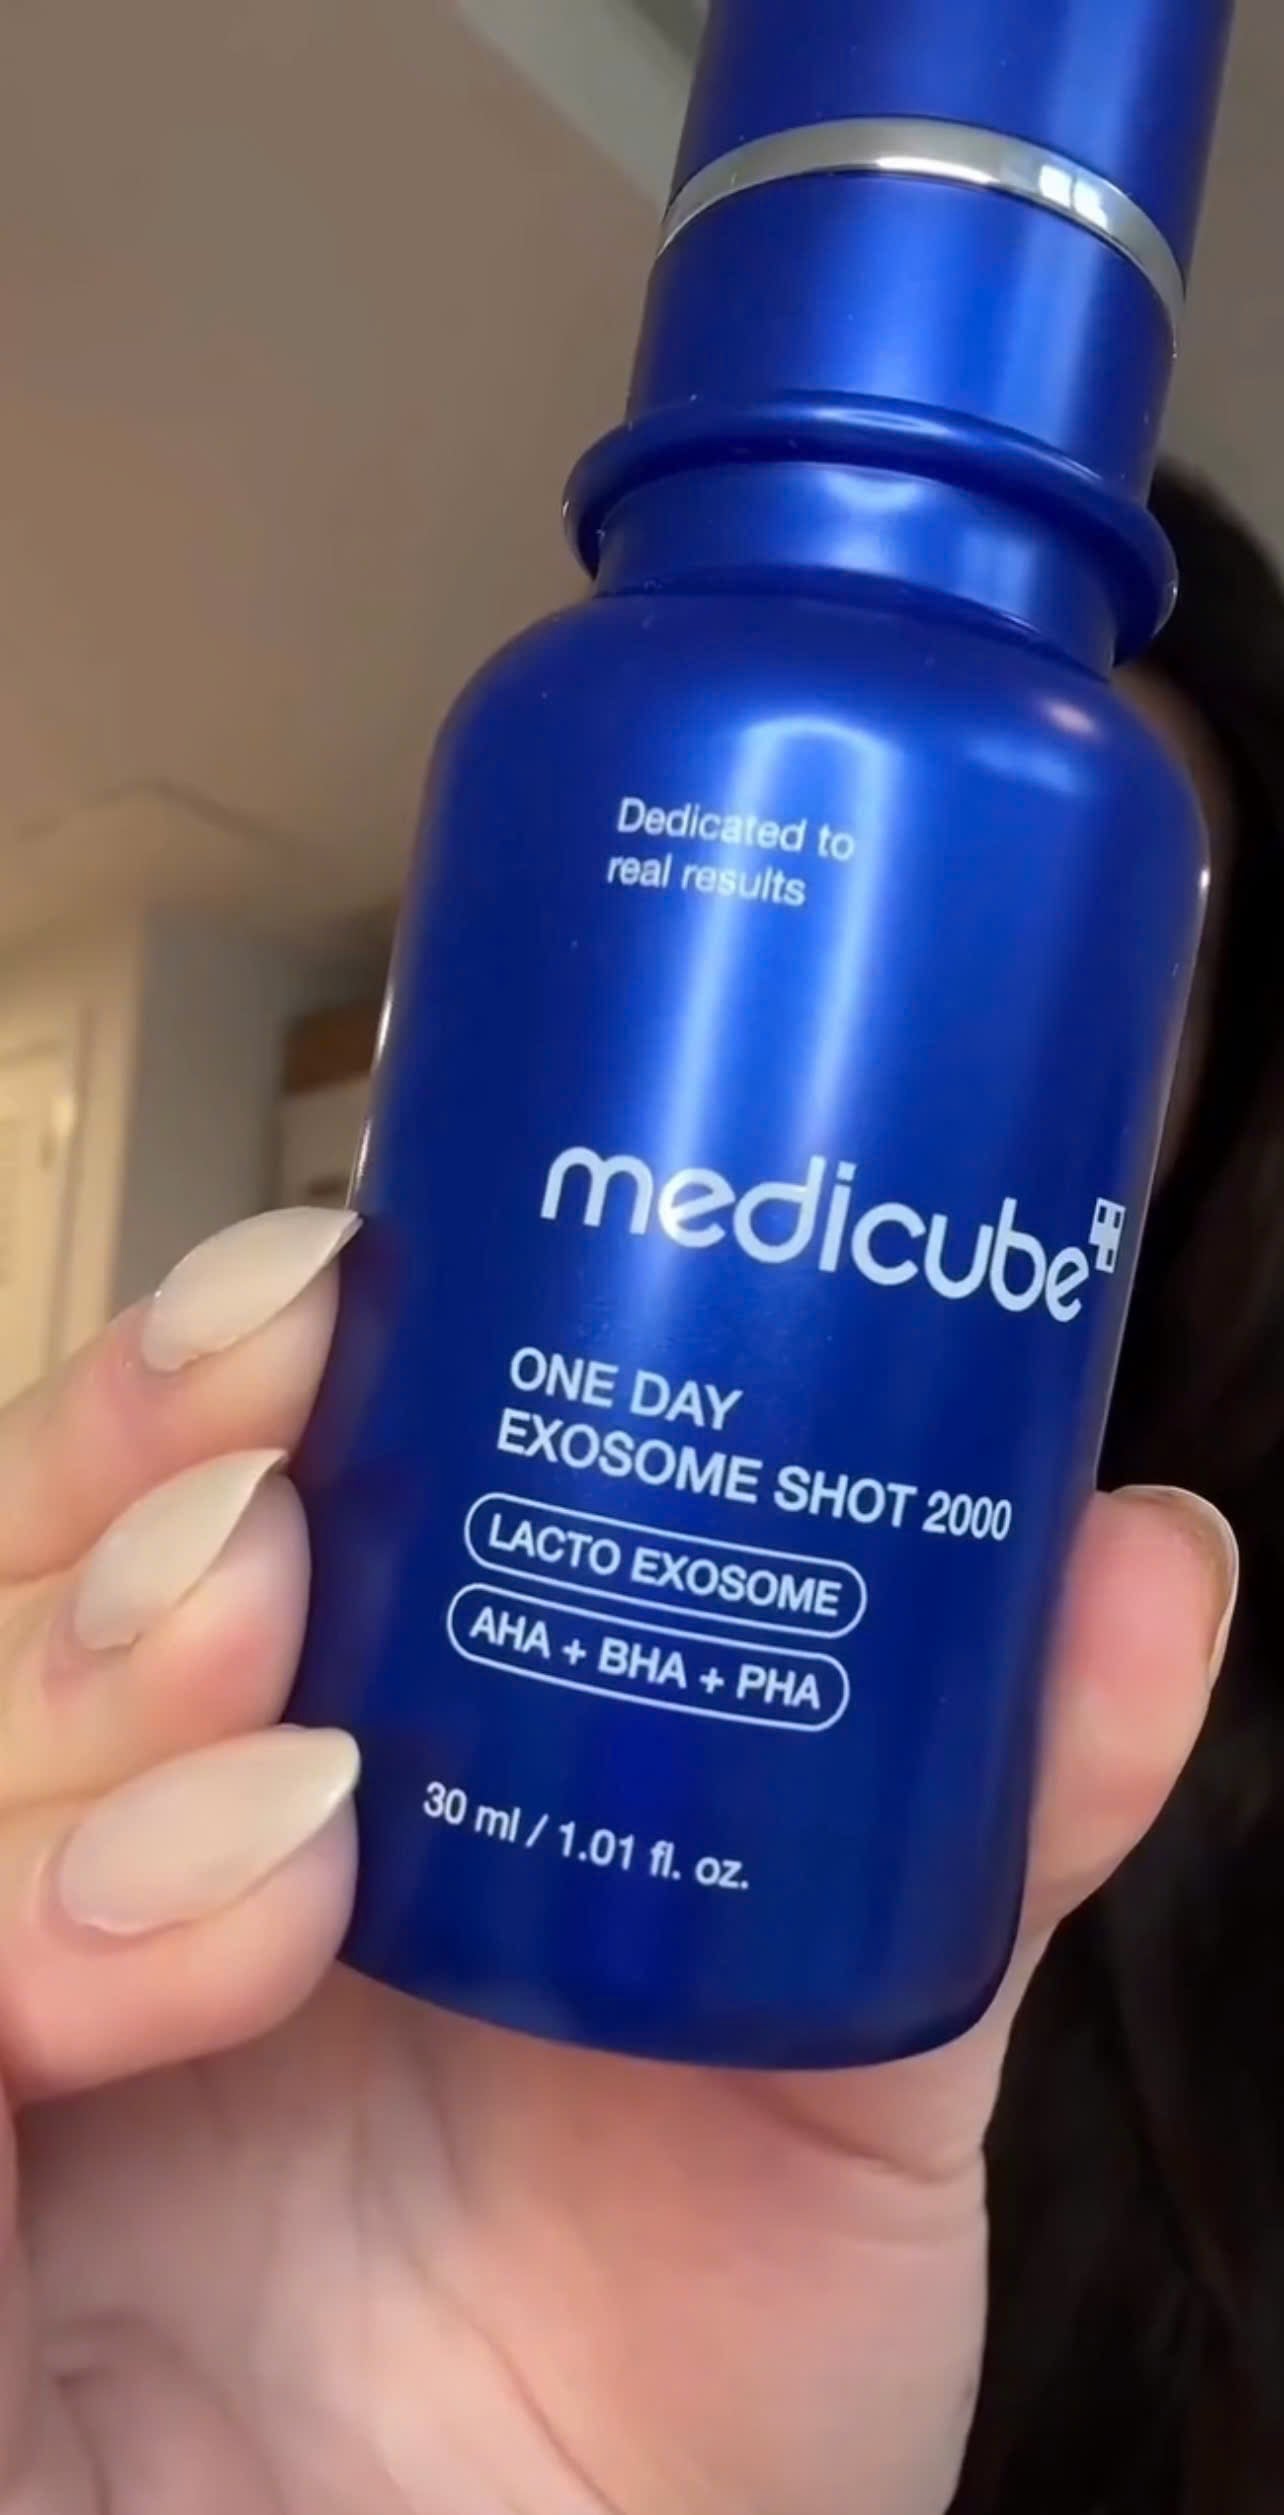 Dedicated to
real results
medicube
ONE DAY
EXOSOME SHOT 2000
LACTO EXOSOME
AHA + BHA + PHA
30 ml / 1.01 fl. oz.